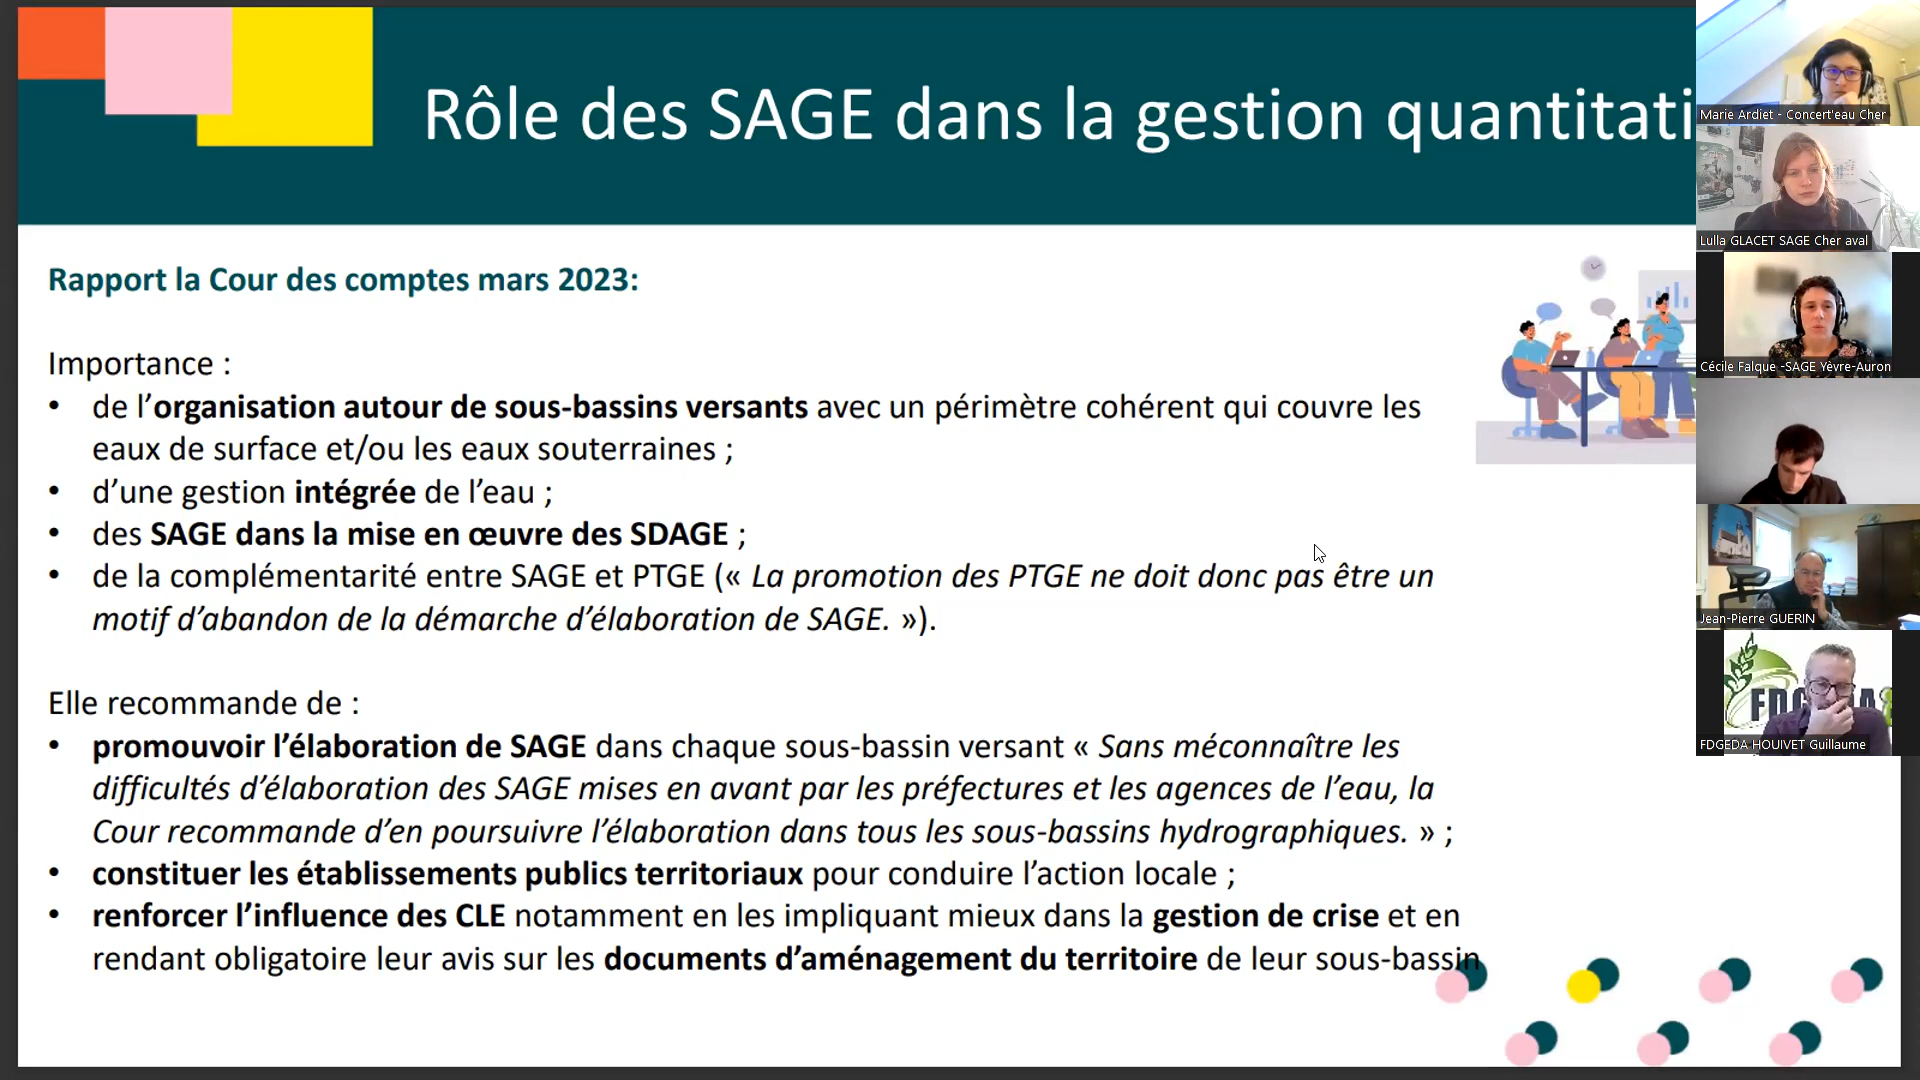 Rôle des SAGE dans la gestion quantitati
Rapport la Cour des comptes mars 2023:
Importance :
• de l’organisation autour de sous-bassins versants avec un périmètre cohérent qui couvre les
eaux de surface et/ou les eaux souterraines ;
• d’une gestion intégrée de l’eau ;
• des SAGE dans la mise en œuvre des SDAGE ;
• de la complémentarité entre SAGE et PTGE (« La promotion des PTGE ne doit donc pas être un
motif d’abandon de la démarche d’élaboration de SAGE. »).
Elle recommande de :
• promouvoir l’élaboration de SAGE dans chaque sous-bassin versant « Sans méconnaître les
difficultés d’élaboration des SAGE mises en avant par les préfectures et les agences de l’eau, la
Cour recommande d’en poursuivre l’élaboration dans tous les sous-bassins hydrographiques. » ;
• constituer les établissements publics territoriaux pour conduire l’action locale ;
• renforcer l’influence des CLE notamment en les impliquant mieux dans la gestion de crise et en
rendant obligatoire leur avis sur les documents d’aménagement du territoire de leur sous-bassin
Marie Ardiet - Concert'eau Cher
Lulla GLACET SAGE Cher aval
Cécile Falque -SAGE Yèvre-Auron
Jean-Pierre GUERIN
FDGEDA HOUIVET Guillaume